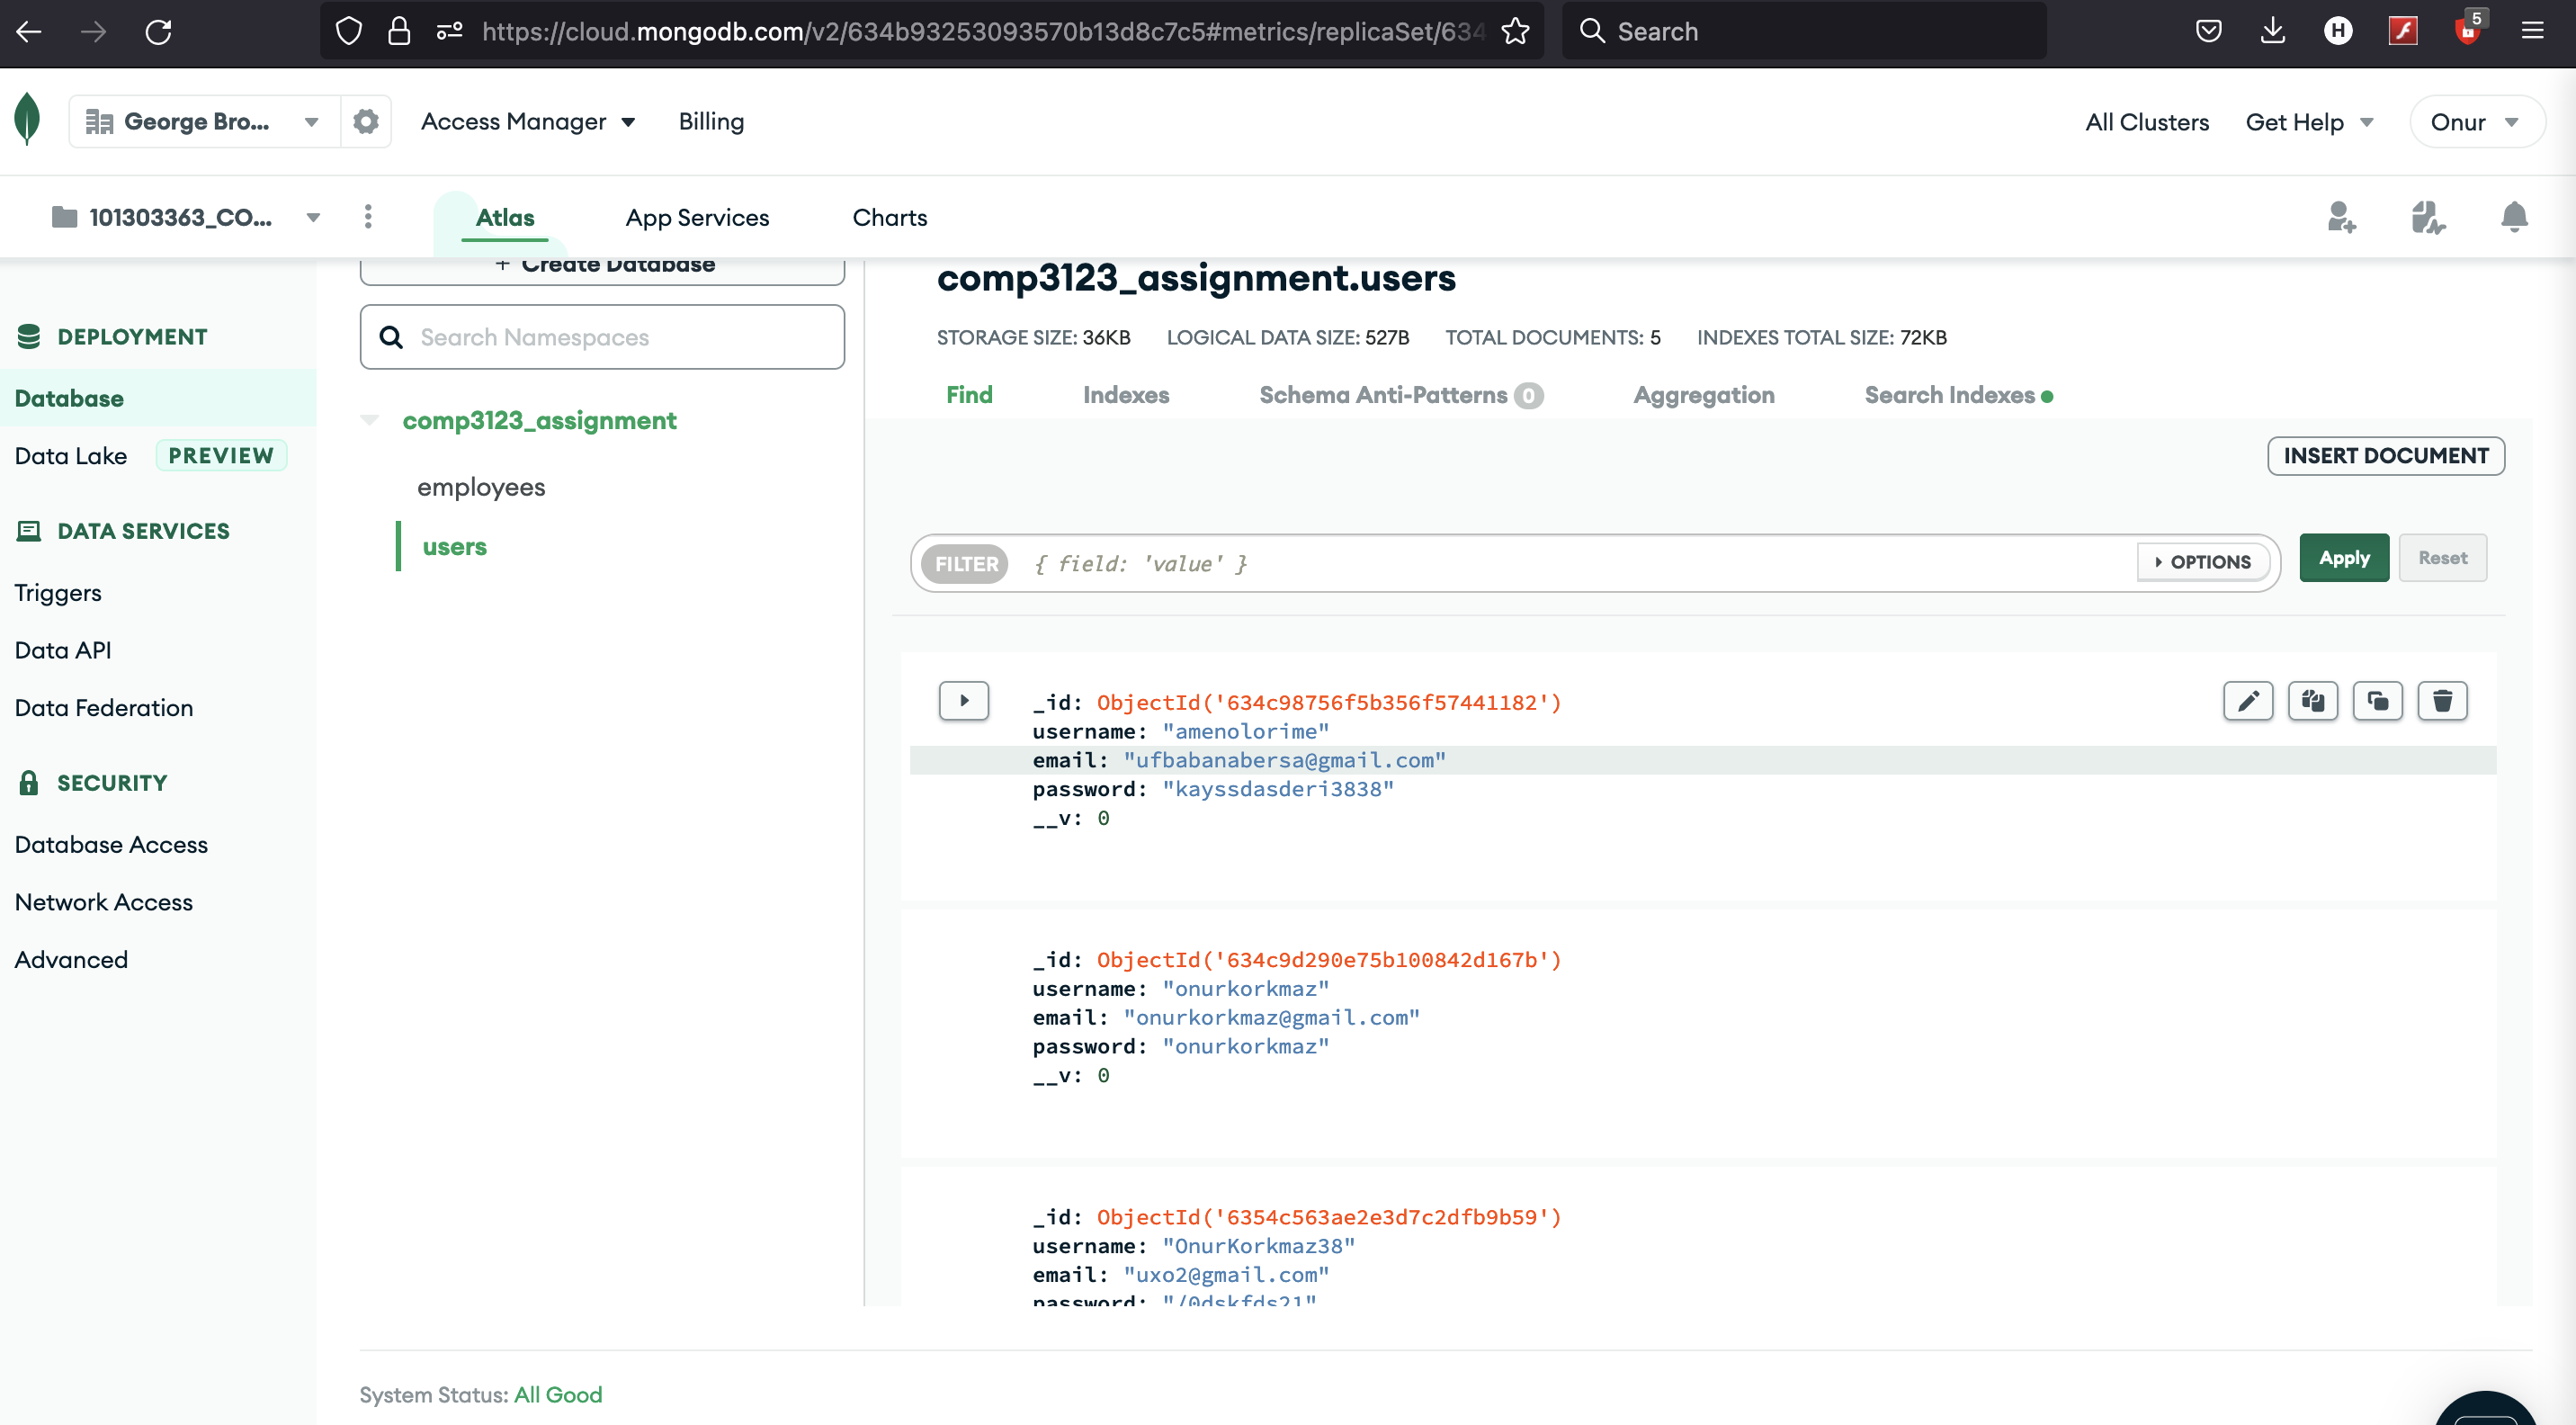 https://cloud.mongodb.com/v2/634b93253093570b13d8c7c5#metrics/replicaSet/634
Search
5
George Bro...
Access Manager
Billing
All Clusters
Get Help
Onur
101303363_CO...
Atlas
App Services
Charts
+ Create Database
Search Namespaces
comp3123_assignment
employees
users
DEPLOYMENT
Database
Data Lake PREVIEW
DATA SERVICES
Triggers
Data API
Data Federation
SECURITY
Database Access
Network Access
Advanced
comp3123_assignment.users
STORAGE SIZE: 36KB LOGICAL DATA SIZE: 527B TOTAL DOCUMENTS: 5 INDEXES TOTAL SIZE: 72KB
Find Indexes Schema Anti-Patterns 0 Aggregation Search Indexes
INSERT DOCUMENT
FILTER { field: 'value' } OPTIONS Apply Reset
_id: ObjectId('634c98756f5b356f57441182')
username: "amenolorime"
email: "ufbabanabersa@gmail.com"
password: "kayssdasderi3838"
__v: 0
_id: ObjectId('634c9d290e75b100842d167b')
username: "onurkorkmaz"
email: "onurkorkmaz@gmail.com"
password: "onurkorkmaz"
__v: 0
_id: ObjectId('6354c563ae2e3d7c2dfb9b59')
username: "OnurKorkmaz38"
email: "uxo2@gmail.com"
password: "/0dskfds21"
System Status: All Good